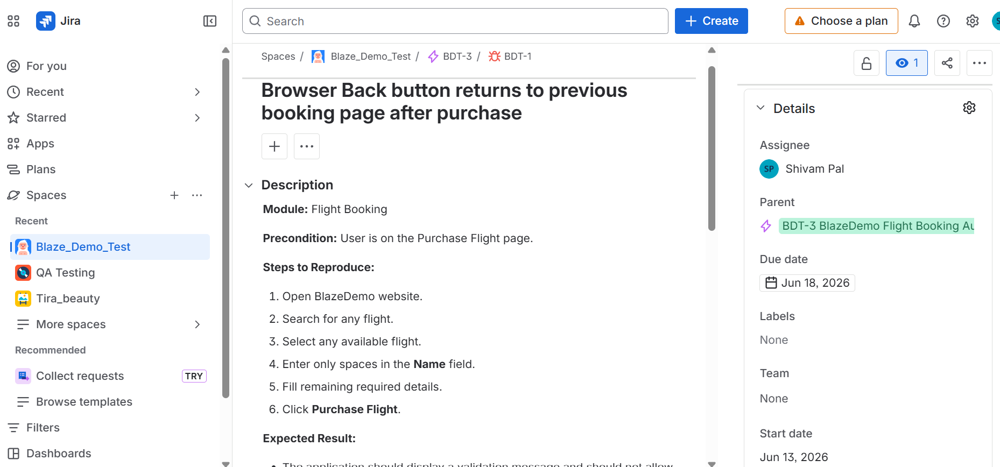 Jira
Search
Create
Choose a plan
For you
Recent
Starred
Apps
Plans
Spaces
Recent
Blaze_Demo_Test
QA Testing
Tira_beauty
More spaces
Recommended
Collect requests TRY
Browse templates
Filters
Dashboards
Spaces / Blaze_Demo_Test / BDT-3 / BDT-1
Browser Back button returns to previous
booking page after purchase
Description
Module: Flight Booking
Precondition: User is on the Purchase Flight page.
Steps to Reproduce:
1. Open BlazeDemo website.
2. Search for any flight.
3. Select any available flight.
4. Enter only spaces in the Name field.
5. Fill remaining required details.
6. Click Purchase Flight.
Expected Result:
• The application should display a validation message and should not allow
1
Details
Assignee
SP Shivam Pal
Parent
BDT-3 BlazeDemo Flight Booking Au
Due date
Jun 18, 2026
Labels
None
Team
None
Start date
Jun 13, 2026